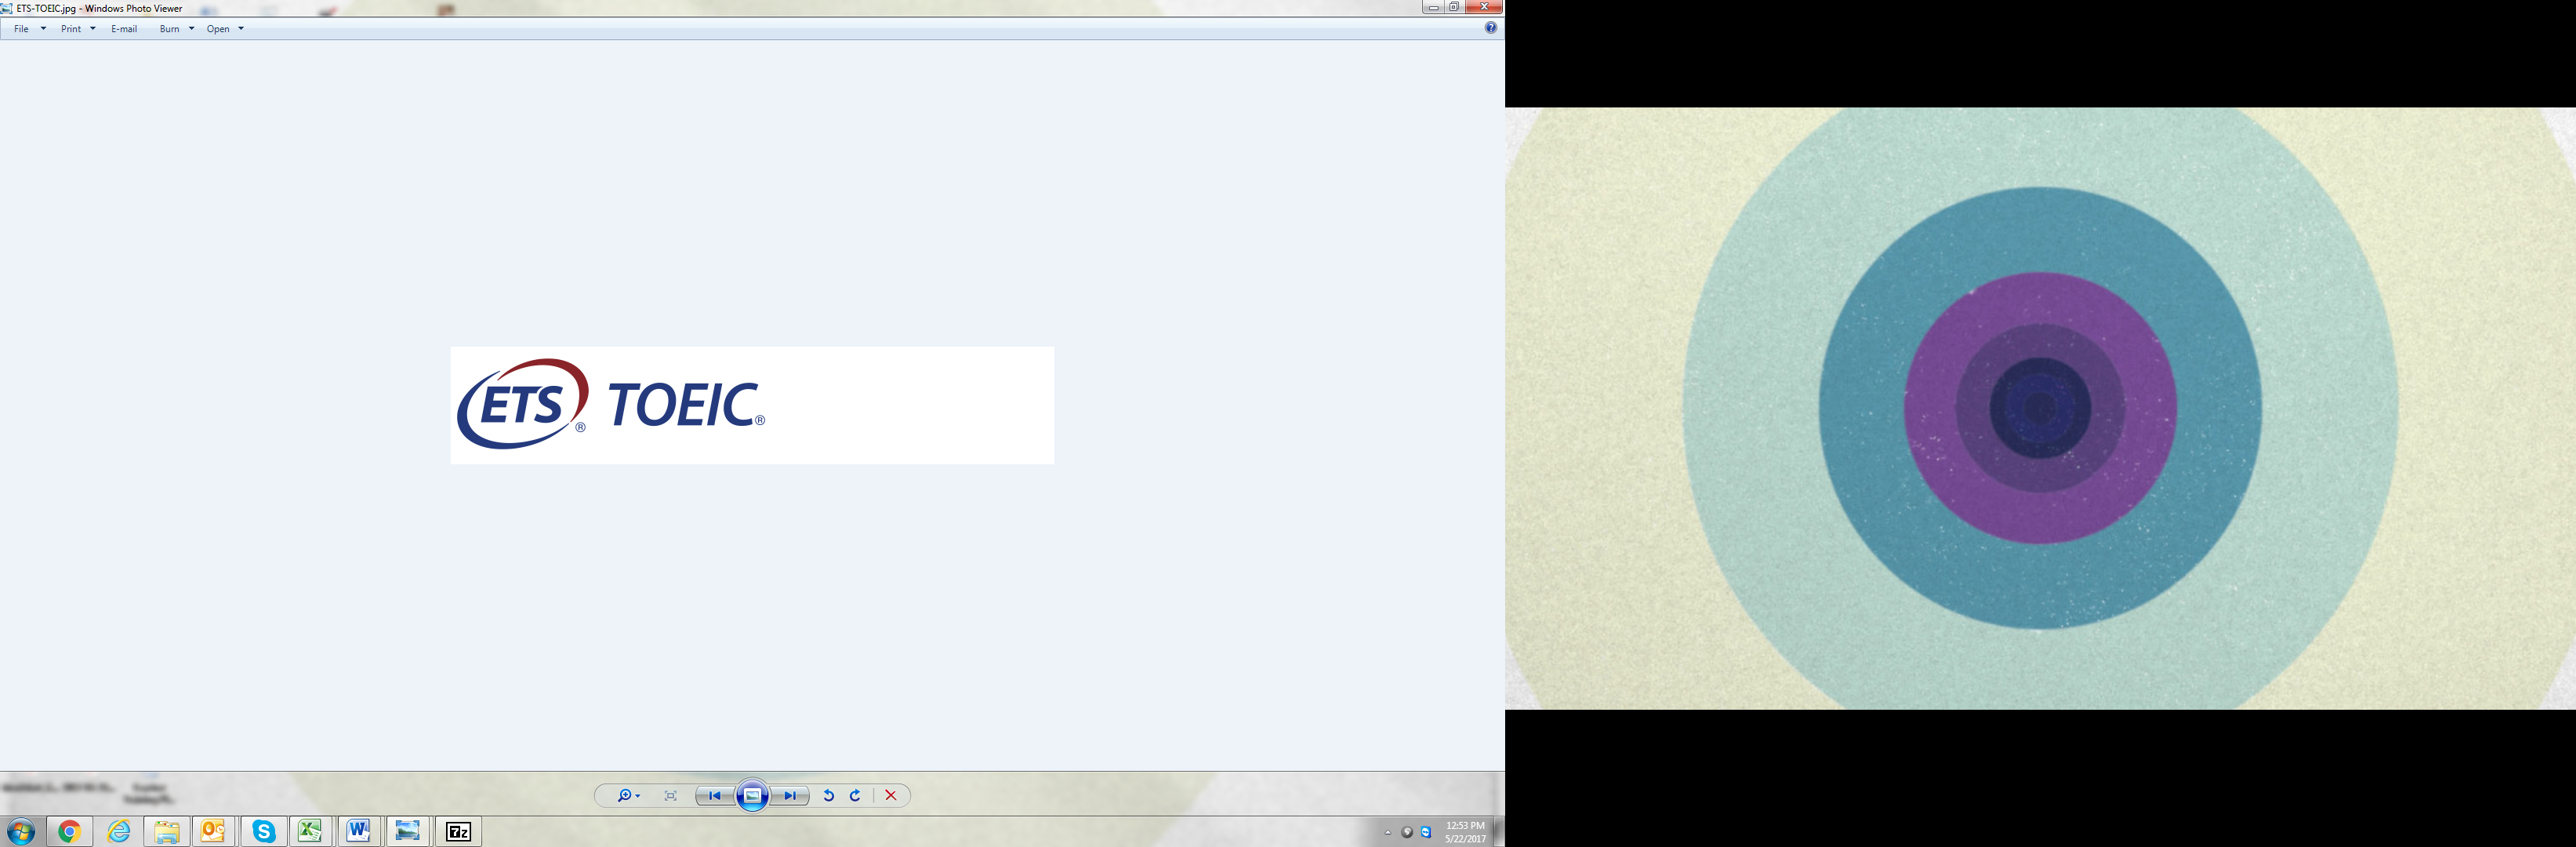 ETS-TOEIC.jpg - Windows Photo Viewer
File Print E-mail Burn Open
ETS® TOEIC®
7z
12:53 PM
5/22/2017